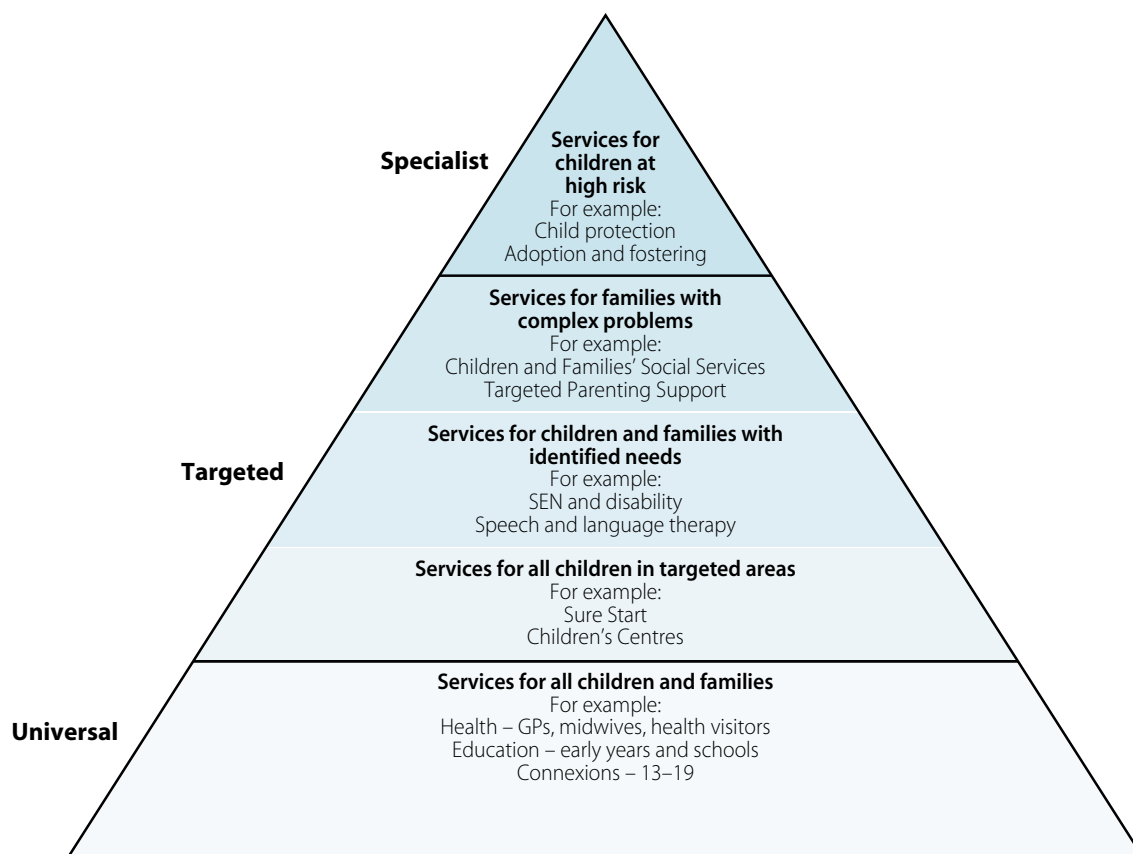 Specialist
Services for
children at
high risk
For example:
Child protection
Adoption and fostering
Services for families with
complex problems
For example:
Children and Families’ Social Services
Targeted Parenting Support
Targeted
Services for children and families with
identified needs
For example:
SEN and disability
Speech and language therapy
Services for all children in targeted areas
For example:
Sure Start
Children’s Centres
Universal
Services for all children and families
For example:
Health – GPs, midwives, health visitors
Education – early years and schools
Connexions – 13–19